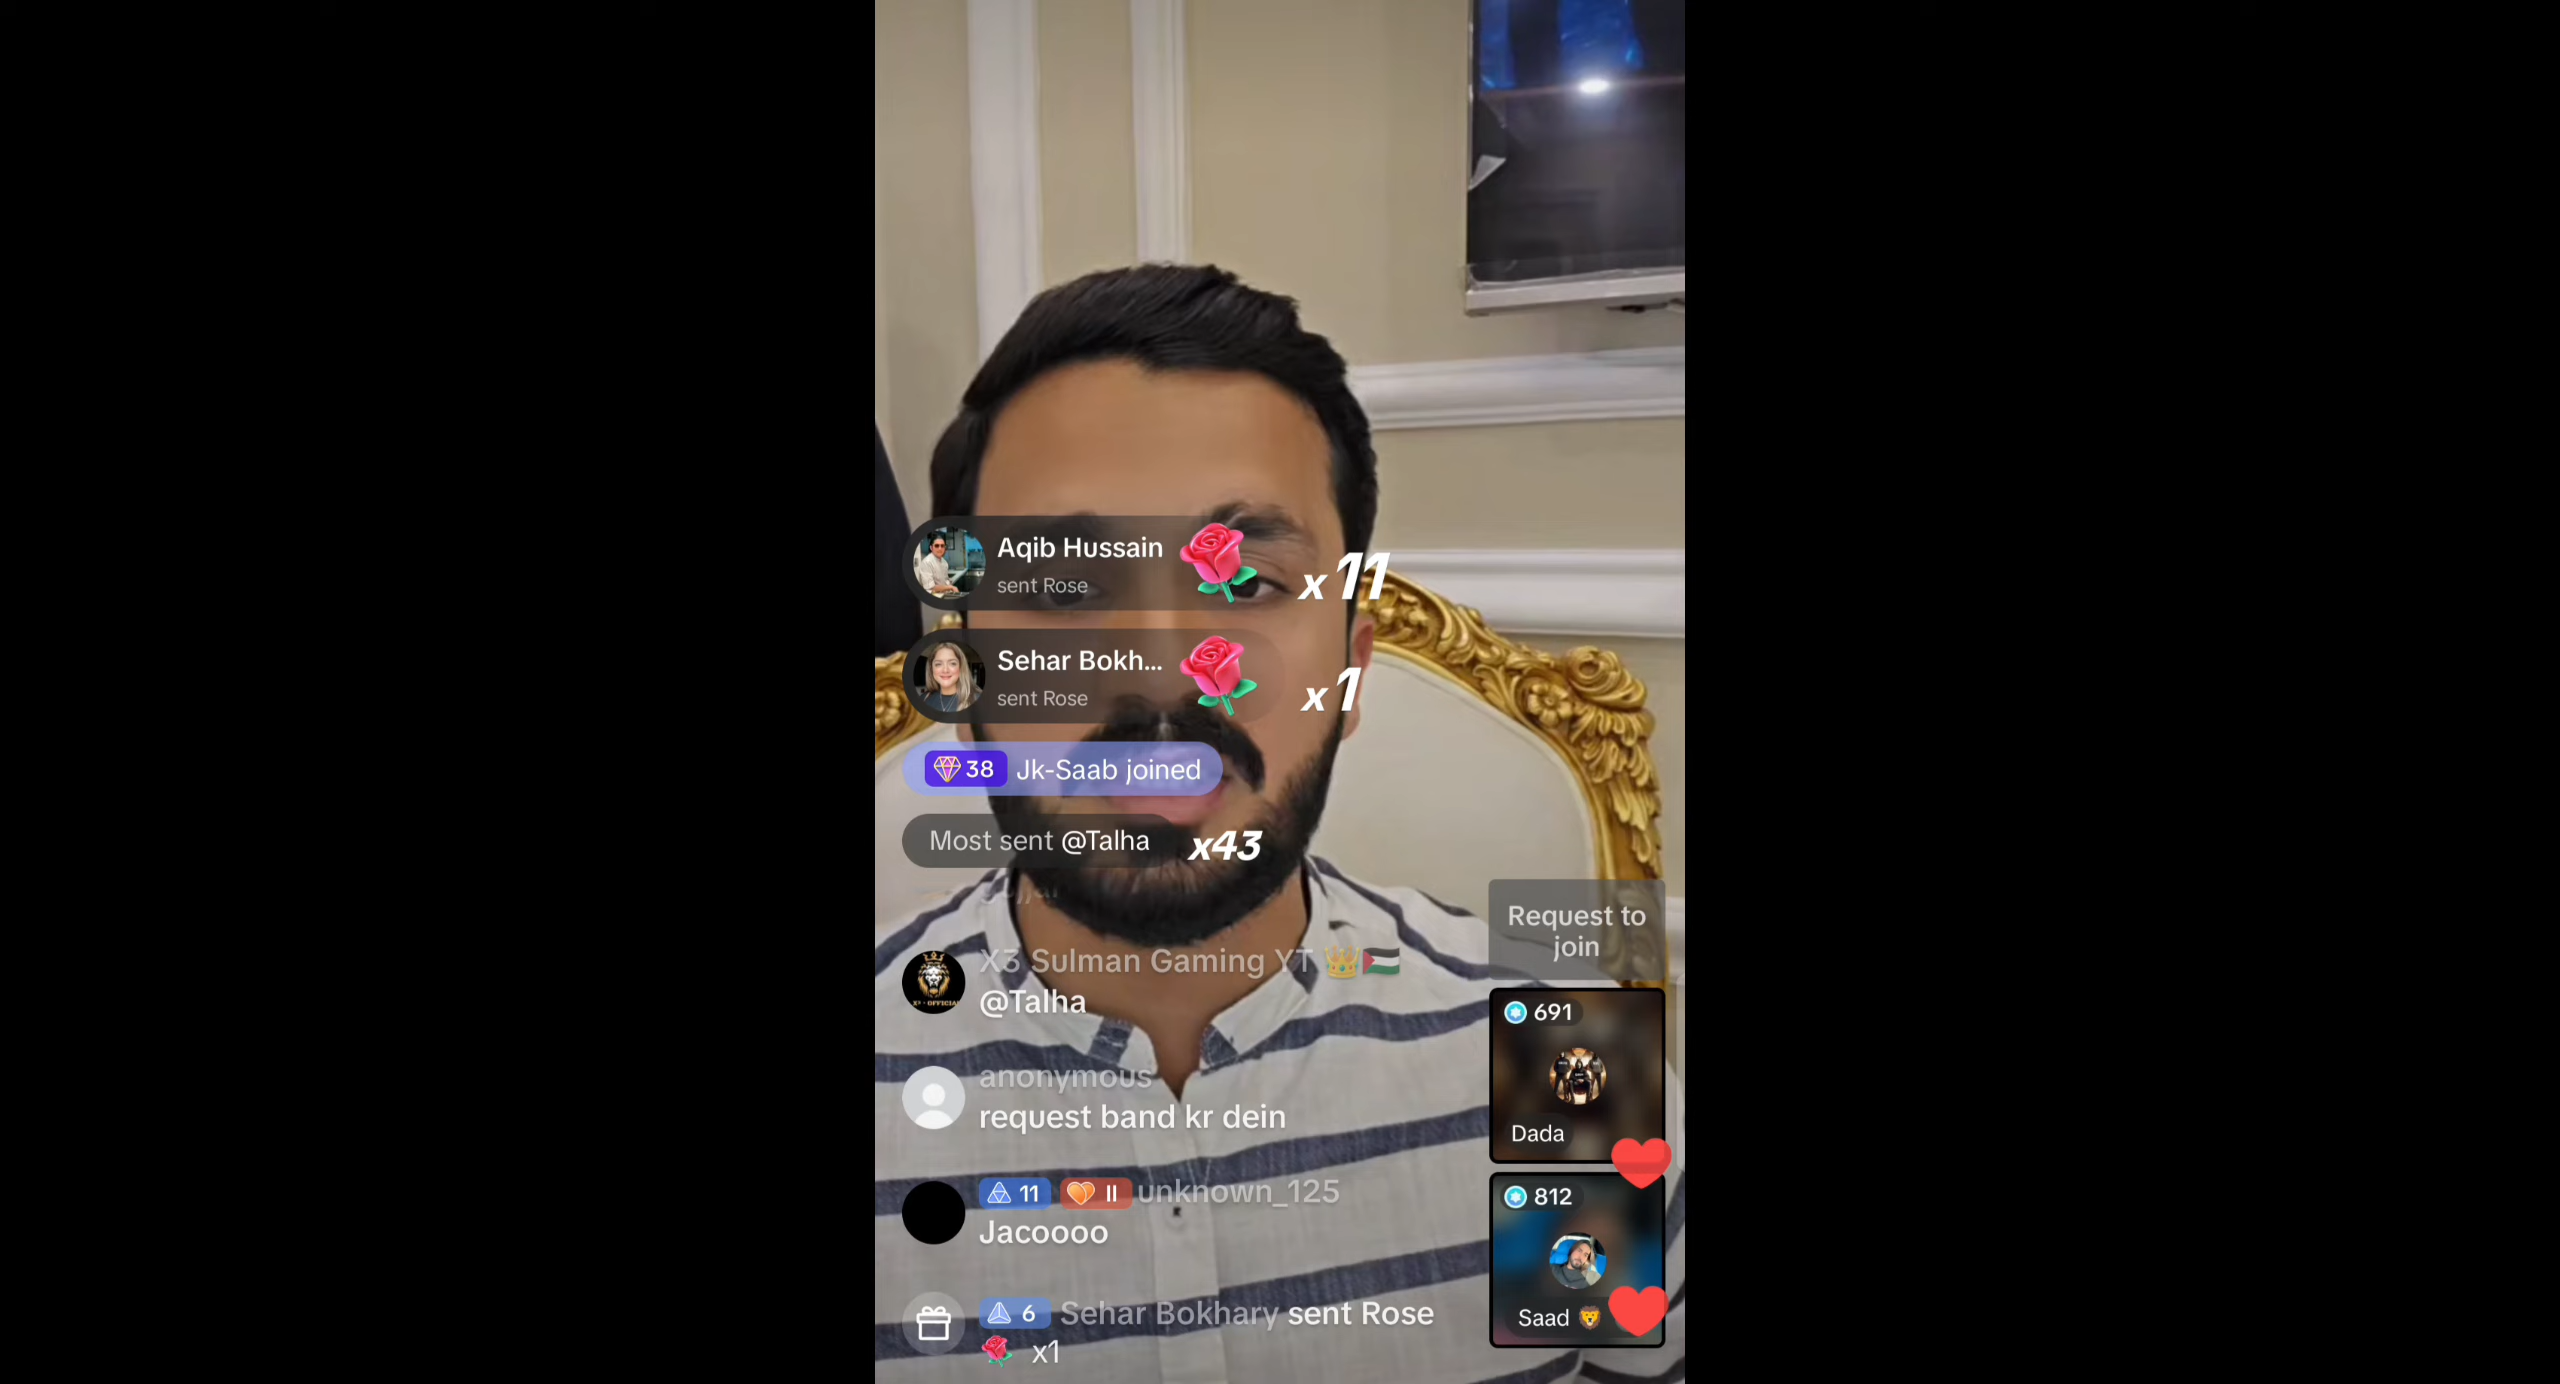 Aqib Hussain
sent Rose
x 11
Sehar Bokh...
sent Rose
x 1
38 Jk-Saab joined
Most sent @Talha x43
X3 Sulman Gaming YT 👑🇵🇸
@Talha
anonymous
request band kr dein
11 II unknown_125
Jacoooo
6 Sehar Bokhary sent Rose
x1
Request to
join
691
Dada
812
Saad 🦁